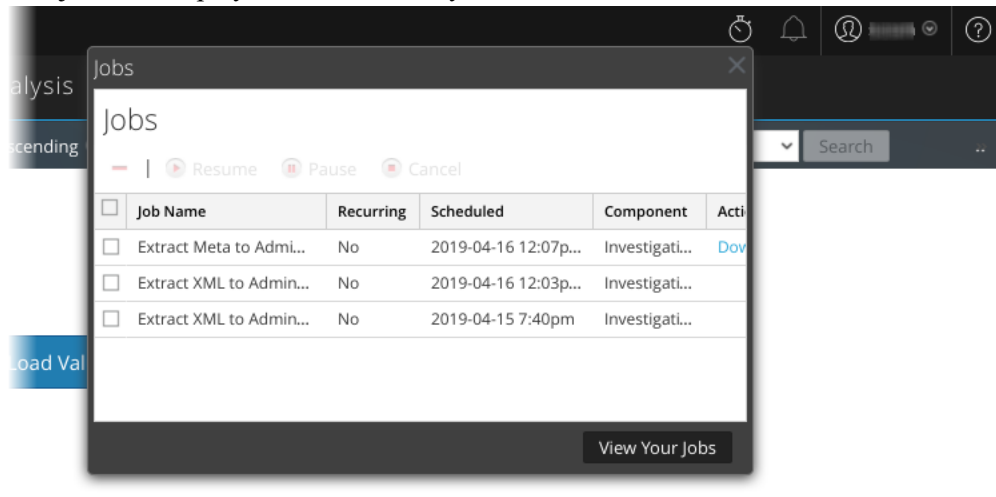 Jobs
alysis
Jobs
scending
Search
Resume Pause Cancel
Job Name Recurring Scheduled Component Acti
Extract Meta to Admi... No 2019-04-16 12:07p... Investigati... Dow
Extract XML to Admin... No 2019-04-16 12:03p... Investigati...
Extract XML to Admin... No 2019-04-15 7:40pm Investigati...
Load Val
View Your Jobs